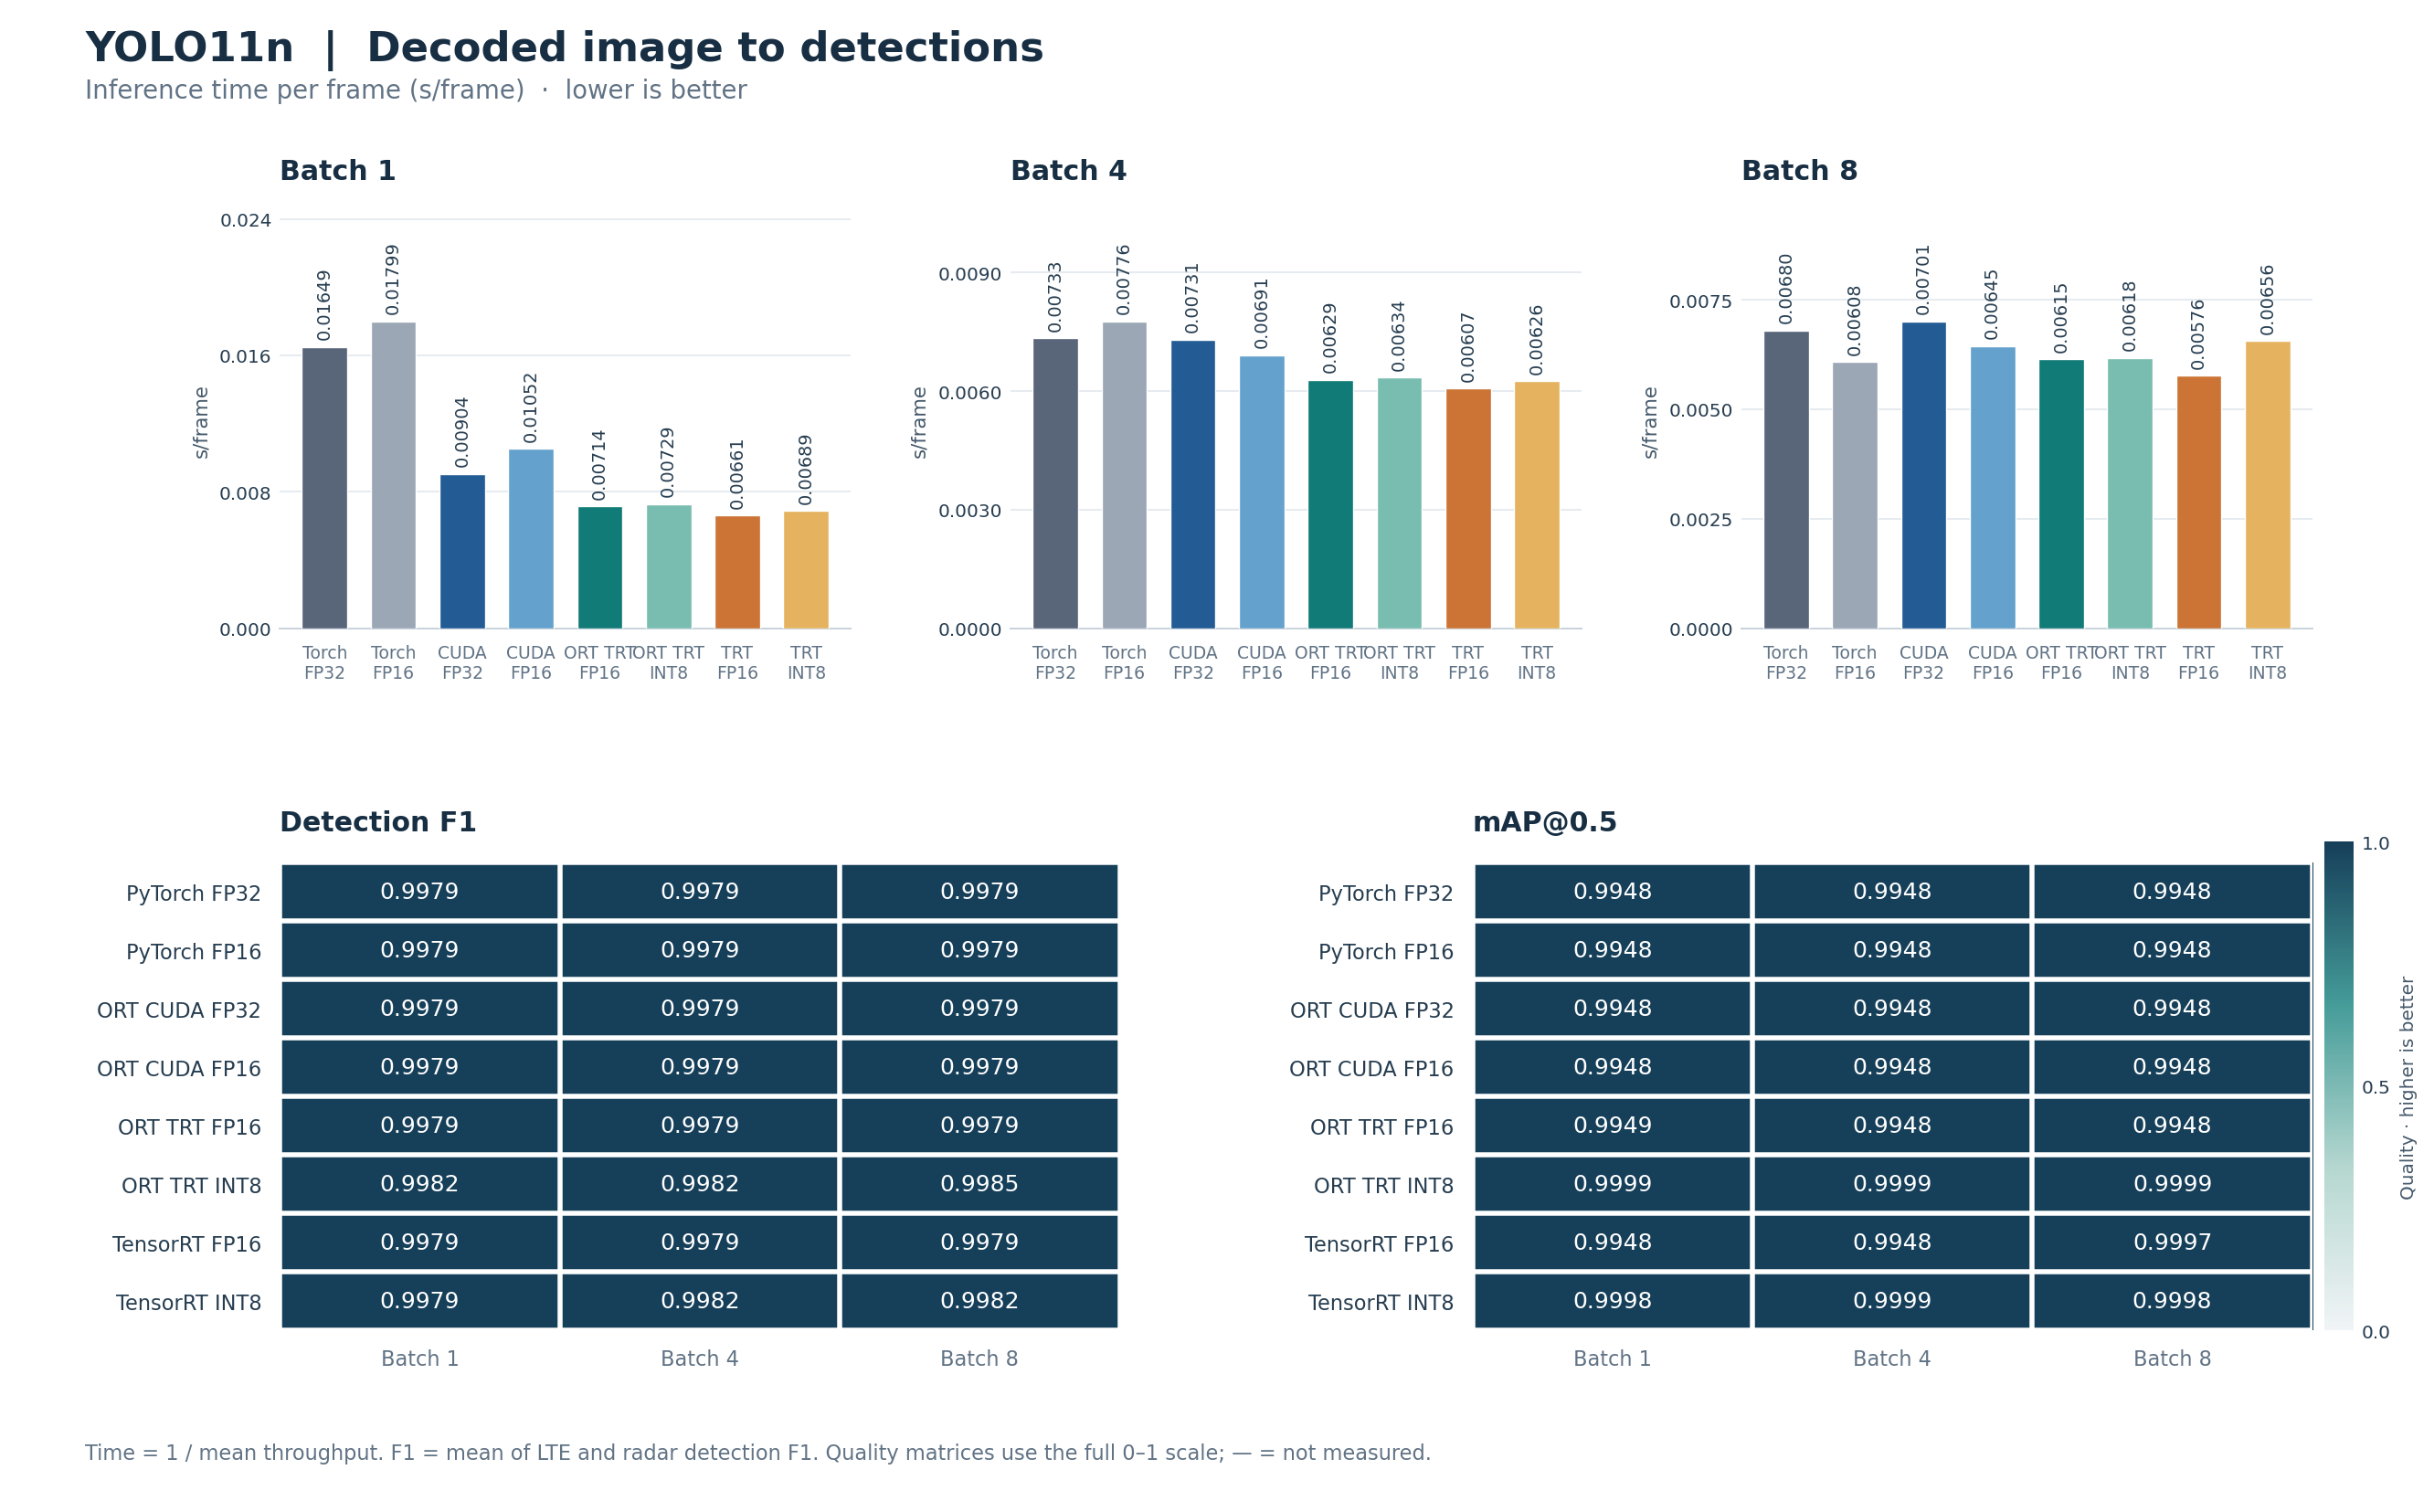 YOLO11n | Decoded image to detections
Inference time per frame (s/frame) · lower is better
Batch 1
s/frame
0.024
0.016
0.008
0.000
0.01649
0.01799
0.00904
0.01052
0.00714
0.00729
0.00661
0.00689
Torch FP32
Torch FP16
CUDA FP32
CUDA FP16
ORT TRT FP16
ORT TRT INT8
TRT FP16
TRT INT8
Batch 4
s/frame
0.0090
0.0060
0.0030
0.0000
0.00733
0.00776
0.00731
0.00691
0.00629
0.00634
0.00607
0.00626
Torch FP32
Torch FP16
CUDA FP32
CUDA FP16
ORT TRT FP16
ORT TRT INT8
TRT FP16
TRT INT8
Batch 8
s/frame
0.0075
0.0050
0.0025
0.0000
0.00680
0.00608
0.00701
0.00645
0.00615
0.00618
0.00576
0.00656
Torch FP32
Torch FP16
CUDA FP32
CUDA FP16
ORT TRT FP16
ORT TRT INT8
TRT FP16
TRT INT8
Detection F1
PyTorch FP32 0.9979 0.9979 0.9979
PyTorch FP16 0.9979 0.9979 0.9979
ORT CUDA FP32 0.9979 0.9979 0.9979
ORT CUDA FP16 0.9979 0.9979 0.9979
ORT TRT FP16 0.9979 0.9979 0.9979
ORT TRT INT8 0.9982 0.9982 0.9985
TensorRT FP16 0.9979 0.9979 0.9979
TensorRT INT8 0.9979 0.9982 0.9982
Batch 1 Batch 4 Batch 8
mAP@0.5
PyTorch FP32 0.9948 0.9948 0.9948
PyTorch FP16 0.9948 0.9948 0.9948
ORT CUDA FP32 0.9948 0.9948 0.9948
ORT CUDA FP16 0.9948 0.9948 0.9948
ORT TRT FP16 0.9949 0.9948 0.9948
ORT TRT INT8 0.9999 0.9999 0.9999
TensorRT FP16 0.9948 0.9948 0.9997
TensorRT INT8 0.9998 0.9999 0.9998
Batch 1 Batch 4 Batch 8
1.0
0.5
0.0
Quality · higher is better
Time = 1 / mean throughput. F1 = mean of LTE and radar detection F1. Quality matrices use the full 0–1 scale; — = not measured.